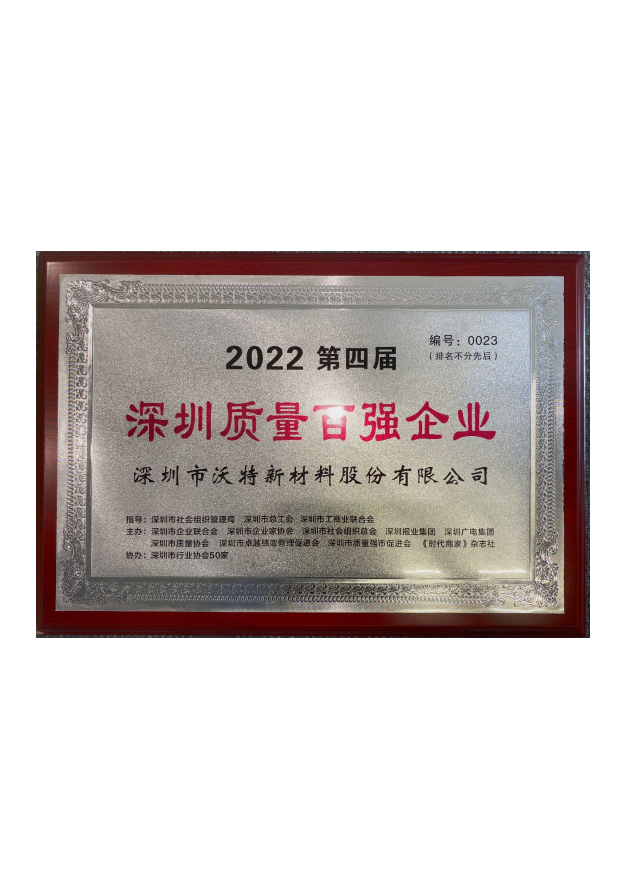 编号：0023
2022 第四届
（排名不分先后）
深圳质量百强企业
深圳市沃特新材料股份有限公司
指导：深圳市社会组织管理局 深圳市总工会 深圳市工商业联合会
主办：深圳市企业联合会 深圳市企业家协会 深圳市社会组织总会 深圳报业集团 深圳广电集团
深圳市质量协会 深圳市卓越绩效管理促进会 深圳市质量强市促进会 《时代商家》杂志社
协办：深圳市行业协会50家